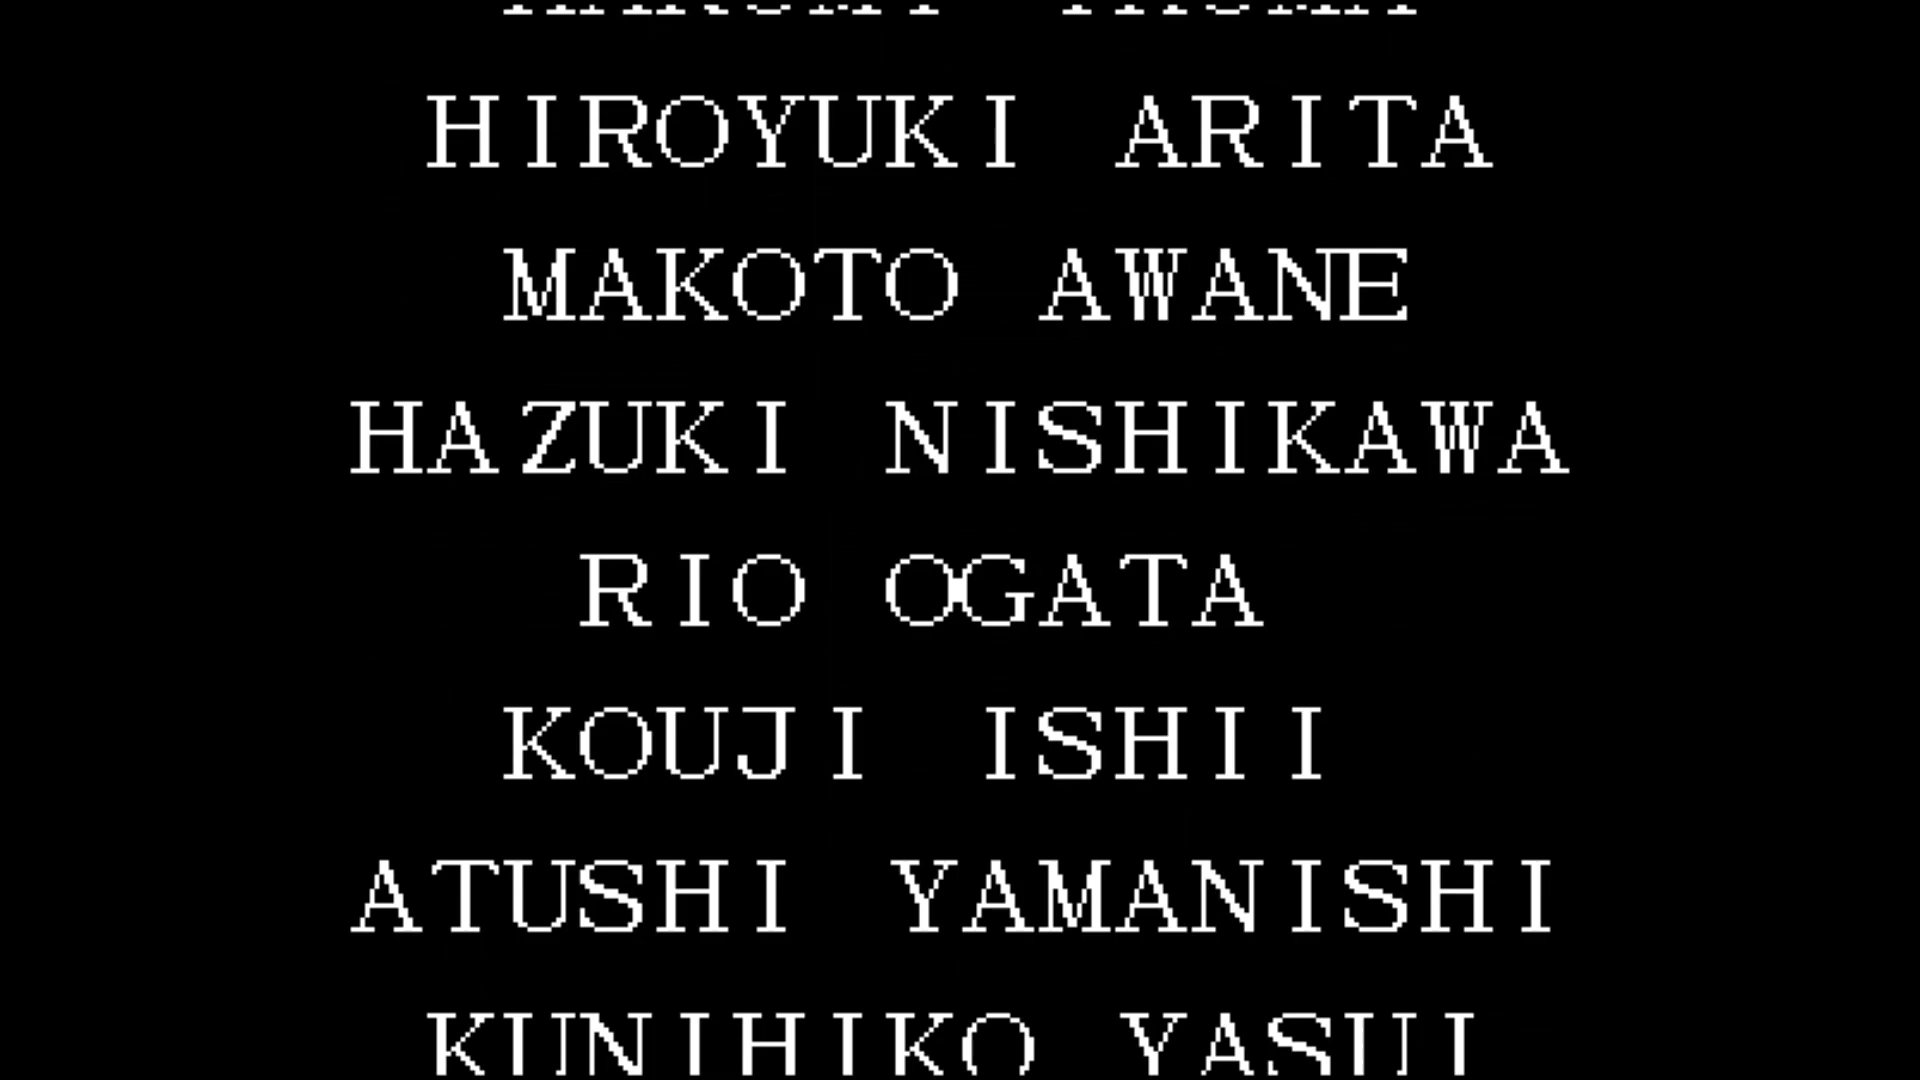 HIROYUKI ARITA
MAKOTO AWANE
HAZUKI NISHIKAWA
RIO OGATA
KOUJI ISHII
ATUSHI YAMANISHI
KUNIHIKO YASUI